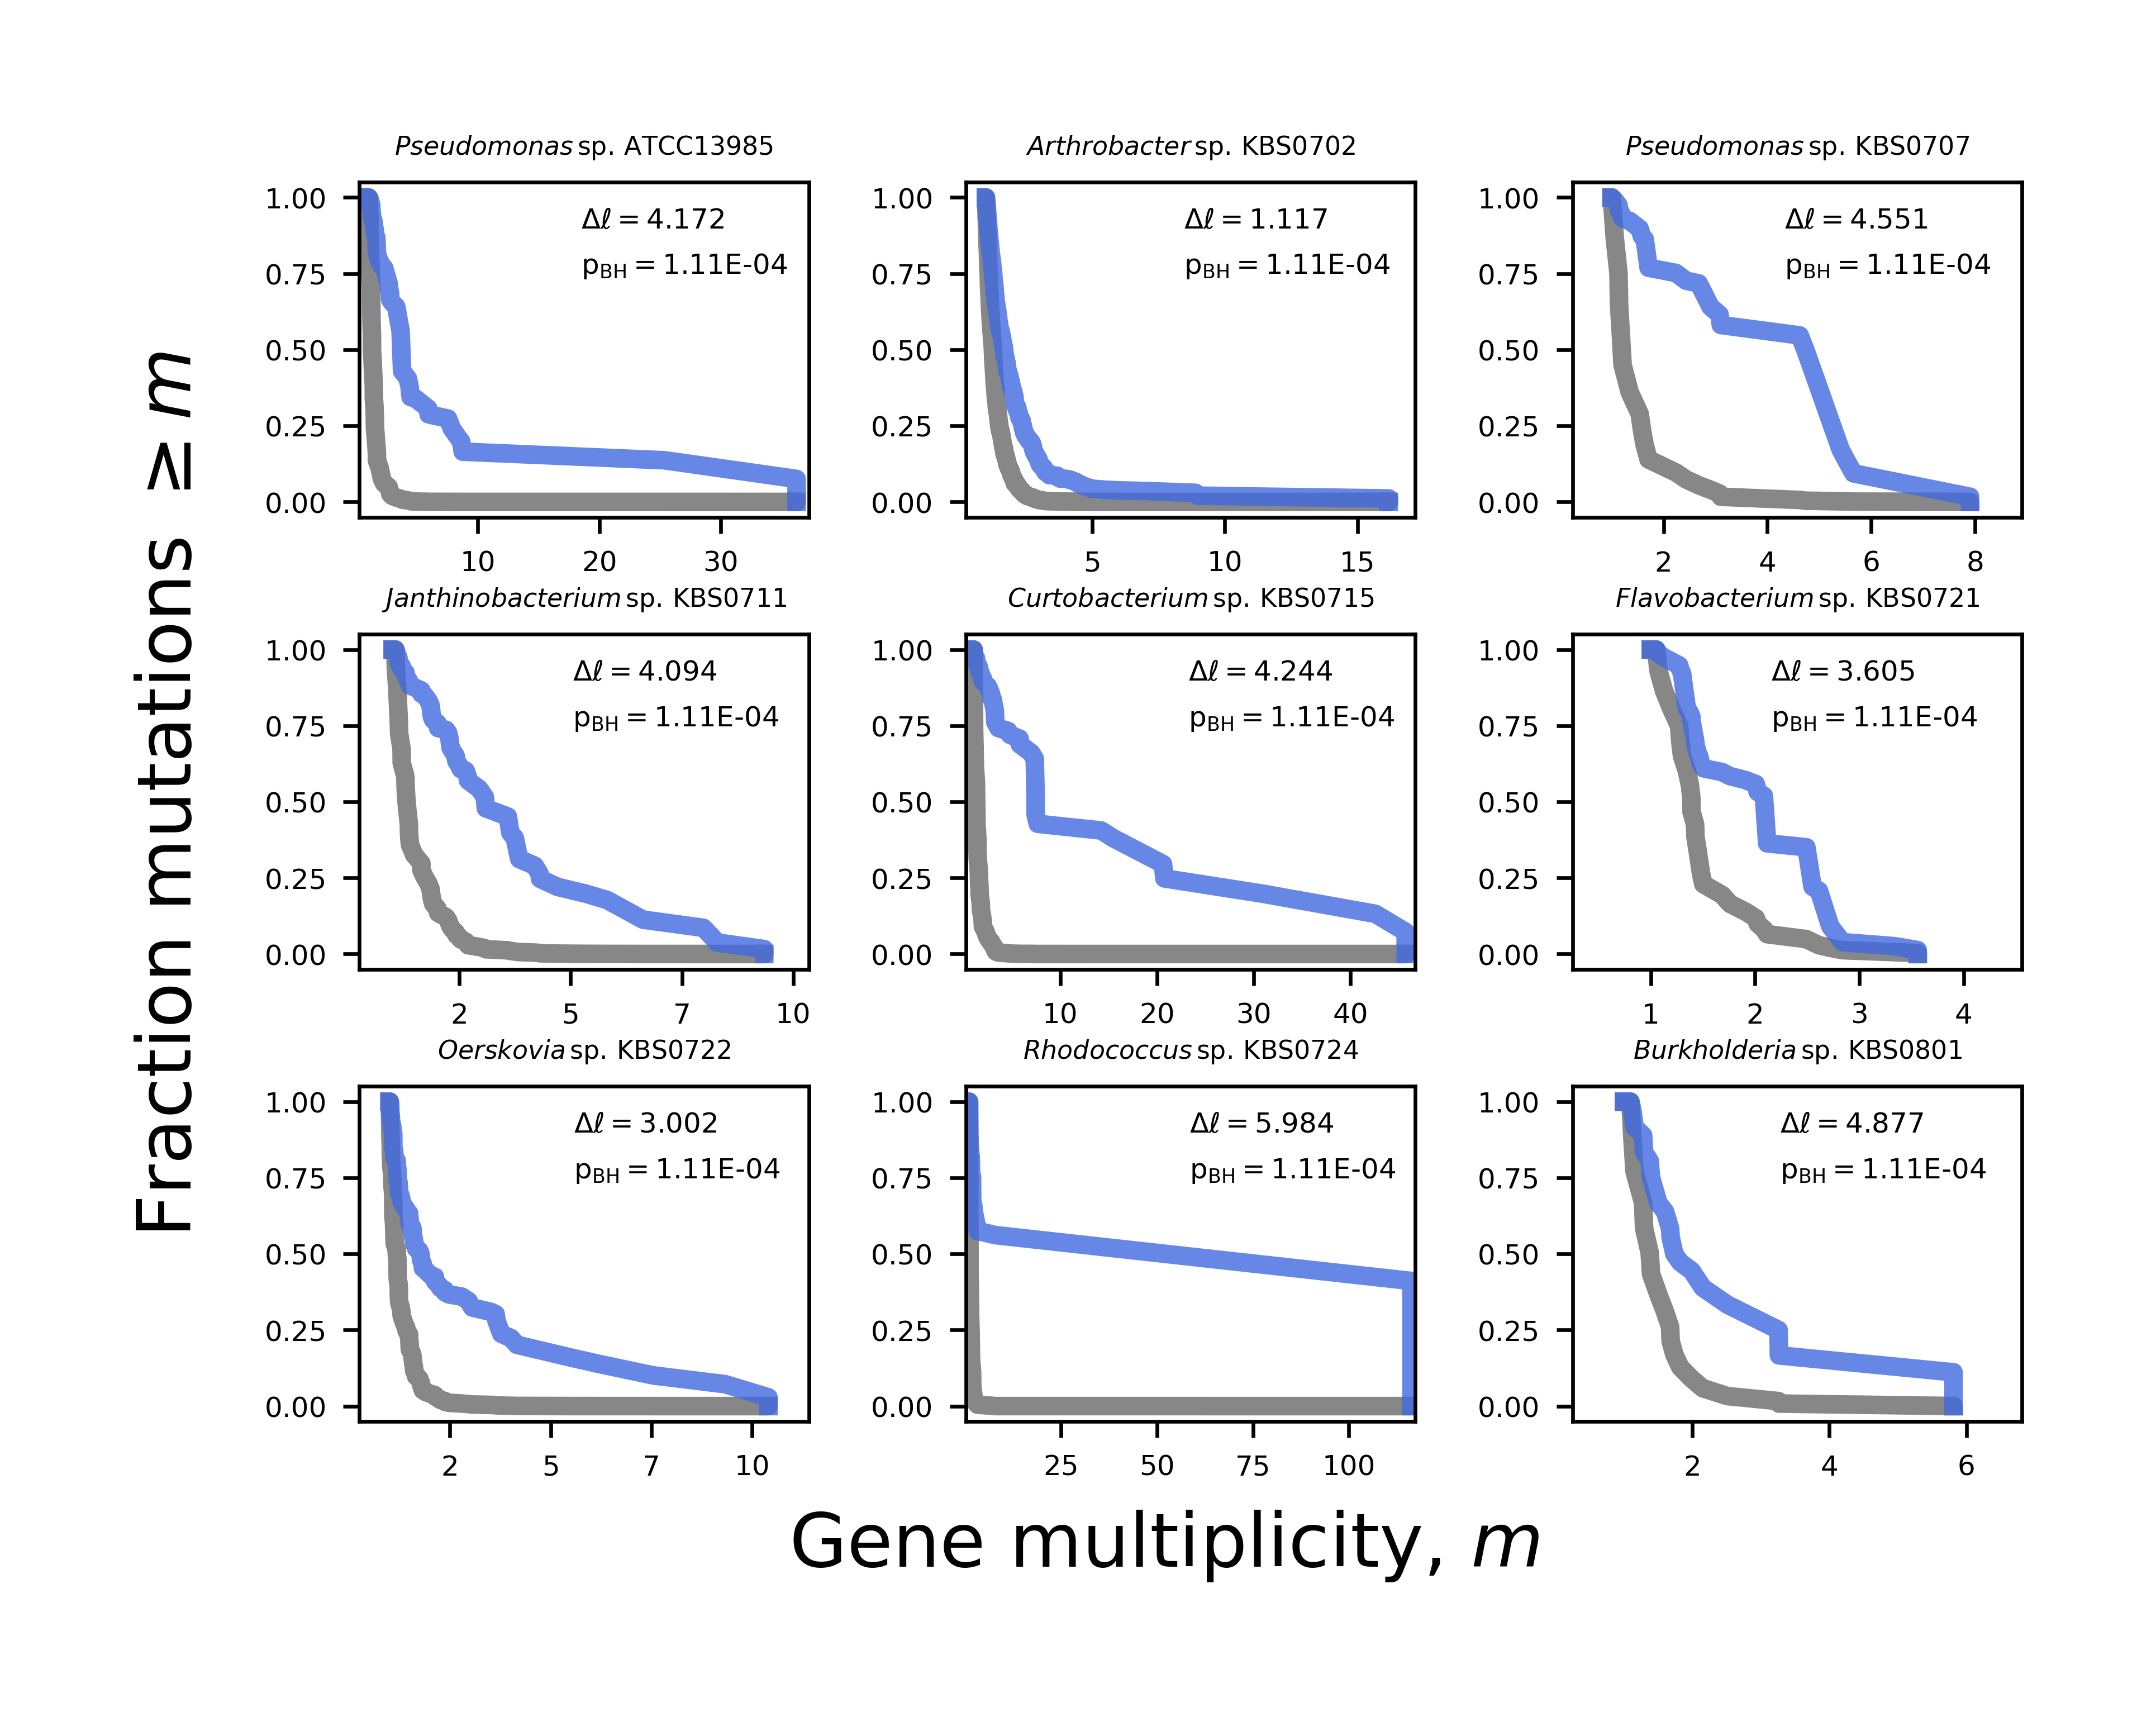 Fraction mutations ≥ m
Pseudomonas sp. ATCC13985
1.00
0.75
0.50
0.25
0.00
Δℓ = 4.172
pBH = 1.11E-04
10 20 30
Arthrobacter sp. KBS0702
1.00
0.75
0.50
0.25
0.00
Δℓ = 1.117
pBH = 1.11E-04
5 10 15
Pseudomonas sp. KBS0707
1.00
0.75
0.50
0.25
0.00
Δℓ = 4.551
pBH = 1.11E-04
2 4 6 8
Janthinobacterium sp. KBS0711
1.00
0.75
0.50
0.25
0.00
Δℓ = 4.094
pBH = 1.11E-04
2 5 7 10
Curtobacterium sp. KBS0715
1.00
0.75
0.50
0.25
0.00
Δℓ = 4.244
pBH = 1.11E-04
10 20 30 40
Flavobacterium sp. KBS0721
1.00
0.75
0.50
0.25
0.00
Δℓ = 3.605
pBH = 1.11E-04
1 2 3 4
Oerskovia sp. KBS0722
1.00
0.75
0.50
0.25
0.00
Δℓ = 3.002
pBH = 1.11E-04
2 5 7 10
Rhodococcus sp. KBS0724
1.00
0.75
0.50
0.25
0.00
Δℓ = 5.984
pBH = 1.11E-04
25 50 75 100
Burkholderia sp. KBS0801
1.00
0.75
0.50
0.25
0.00
Δℓ = 4.877
pBH = 1.11E-04
2 4 6
Gene multiplicity, m